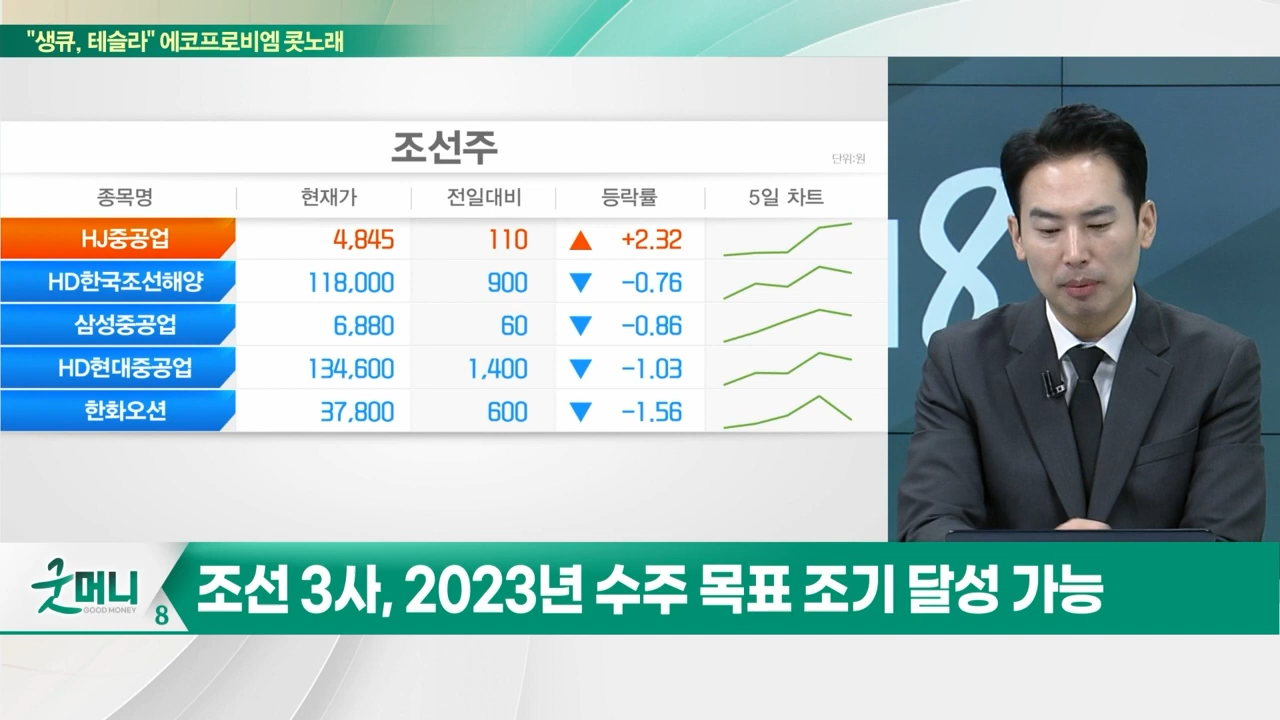 "생큐, 테슬라" 에코프로비엠 콧노래
조선주
단위:원
종목명 현재가 전일대비 등락률 5일 차트
HJ중공업 4,845 110 ▲ +2.32
HD한국조선해양 118,000 900 ▼ -0.76
삼성중공업 6,880 60 ▼ -0.86
HD현대중공업 134,600 1,400 ▼ -1.03
한화오션 37,800 600 ▼ -1.56
8
굿머니
GOOD MONEY
8
조선 3사, 2023년 수주 목표 조기 달성 가능